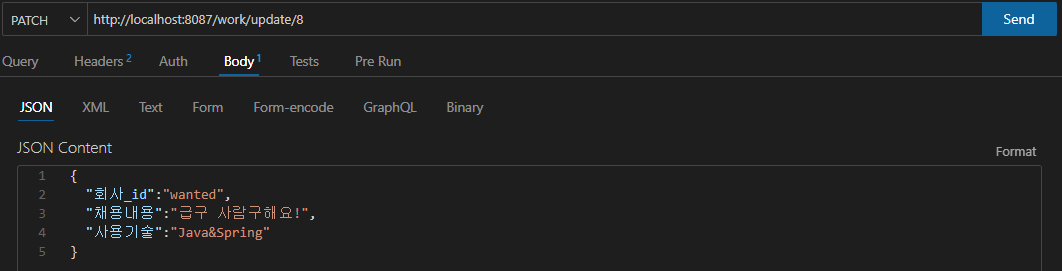 PATCH http://localhost:8087/work/update/8 Send
Query Headers 2 Auth Body 1 Tests Pre Run
JSON XML Text Form Form-encode GraphQL Binary
JSON Content Format
1 {
2 "회사_id":"wanted",
3 "채용내용":"급구 사람구해요!",
4 "사용기술":"Java&Spring"
5 }